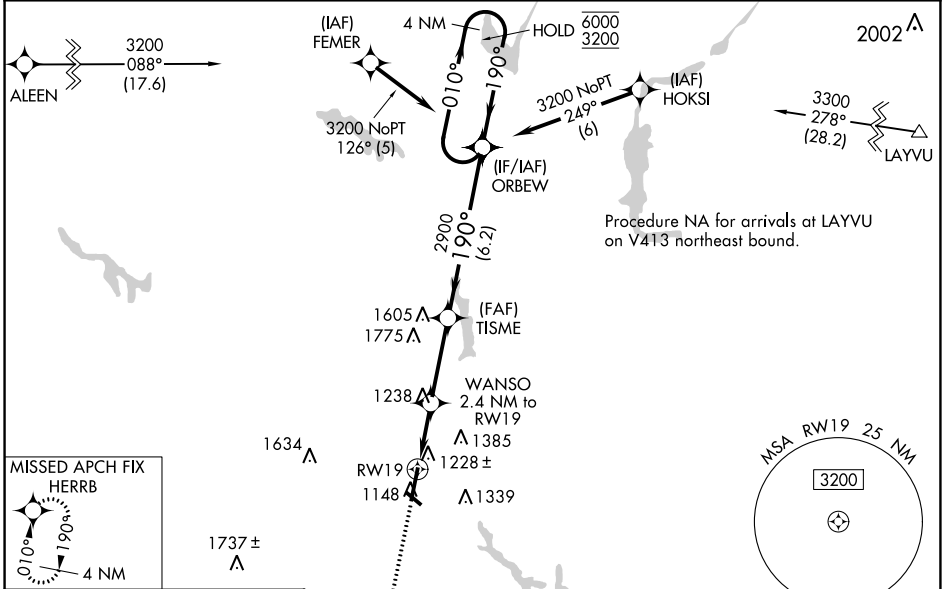 ALEEN
3200
088°
(17.6)
(IAF)
FEMER
3200 NoPT
126° (5)
4 NM
HOLD
6000
3200
010°
190°
(IF/IAF)
ORBEW
3200 NoPT
249°
(6)
(IAF)
HOKSI
2002
3300
278°
(28.2)
LAYVU
Procedure NA for arrivals at LAYVU
on V413 northeast bound.
2900
190°
(6.2)
(FAF)
TISME
1605
1775
1238
WANSO
2.4 NM to
RW19
1385
1634
RW19
1228 ±
1148
1339
1737 ±
MISSED APCH FIX
HERRB
010°
190°
4 NM
MSA RW19 25 NM
3200